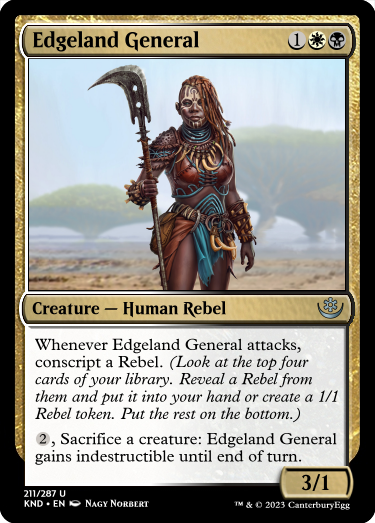 Edgeland General 1
Creature — Human Rebel
Whenever Edgeland General attacks,
conscript a Rebel. (Look at the top four
cards of your library. Reveal a Rebel from
them and put it into your hand or create a 1/1
Rebel token. Put the rest on the bottom.)
2, Sacrifice a creature: Edgeland General
gains indestructible until end of turn.
3/1
211/287 U
KND • EN Nagy Norbert
™ & © 2023 CanterburyEgg